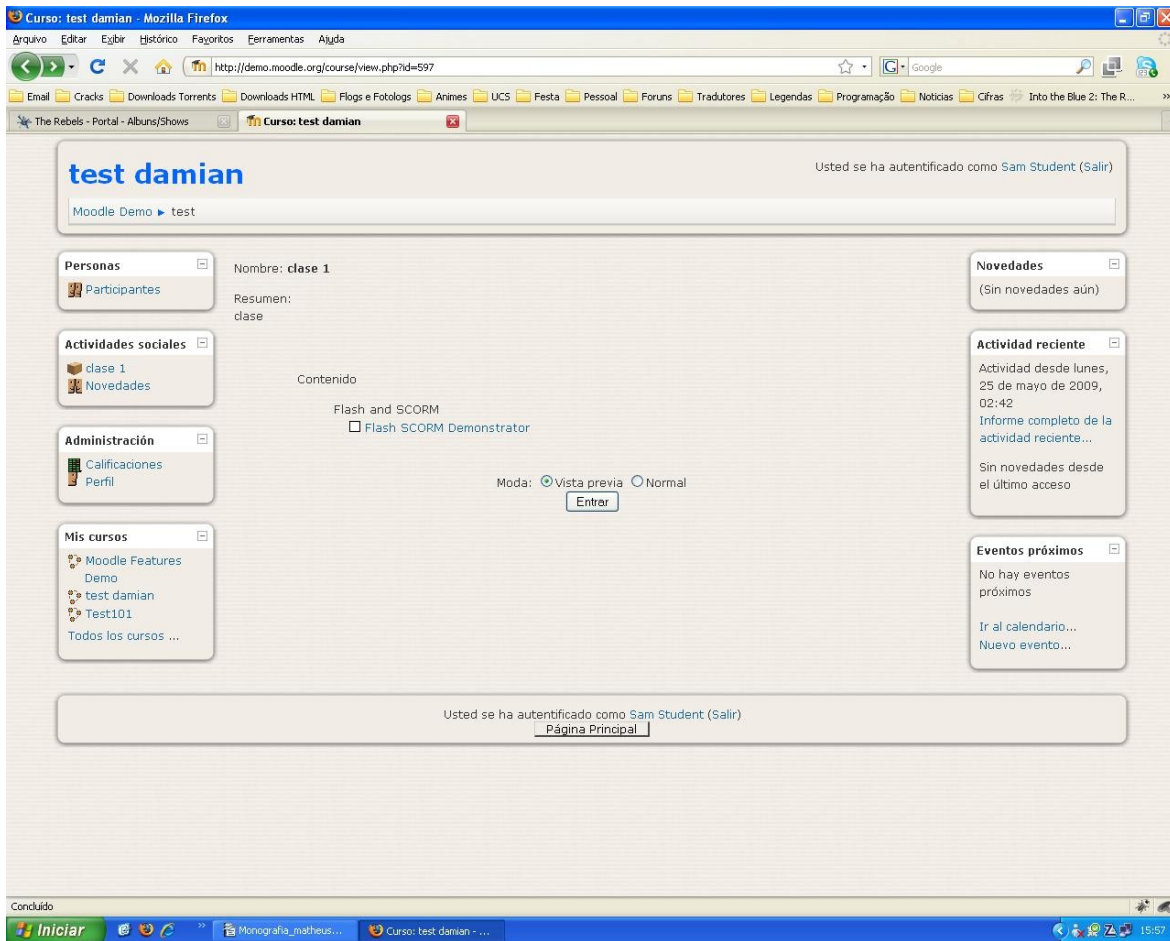 Curso: test damian - Mozilla Firefox
Arquivo Editar Exibir Histórico Favoritos Ferramentas Ajuda
http://demo.moodle.org/course/view.php?id=597
Google
Email Cracks Downloads Torrents Downloads HTML Flogs e Fotologs Animes UCS Festa Pessoal Foruns Tradutores Legendas Programação Noticias Cifras Into the Blue 2: The R... »
The Rebels - Portal - Albuns/Shows
Curso: test damian
test damian
Usted se ha autentificado como Sam Student (Salir)
Moodle Demo ► test
Personas
Participantes
Actividades sociales
clase 1
Novedades
Administración
Calificaciones
Perfil
Mis cursos
Moodle Features
Demo
test damian
Test101
Todos los cursos ...
Nombre: clase 1
Resumen:
clase
Contenido
Flash and SCORM
Flash SCORM Demonstrator
Moda: Vista previa Normal
Entrar
Novedades
(Sin novedades aún)
Actividad reciente
Actividad desde lunes,
25 de mayo de 2009,
02:42
Informe completo de la
actividad reciente...
Sin novedades desde
el último acceso
Eventos próximos
No hay eventos
próximos
Ir al calendario...
Nuevo evento...
Usted se ha autentificado como Sam Student (Salir)
Página Principal
Concluído
Iniciar
Monografia_matheus...
Curso: test damian - ...
15:57